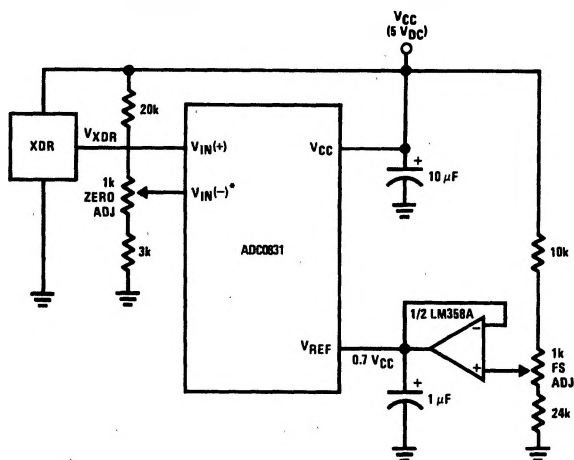 VCC
(5 VDC)
20k
XDR
VXDR
VIN(+)
VCC
1k
ZERO
ADJ
VIN(−)*
+
10 µF
3k
ADC0831
10k
1/2 LM358A
−
VREF
0.7 VCC
+
1k
FS
ADJ
+
1 µF
24k